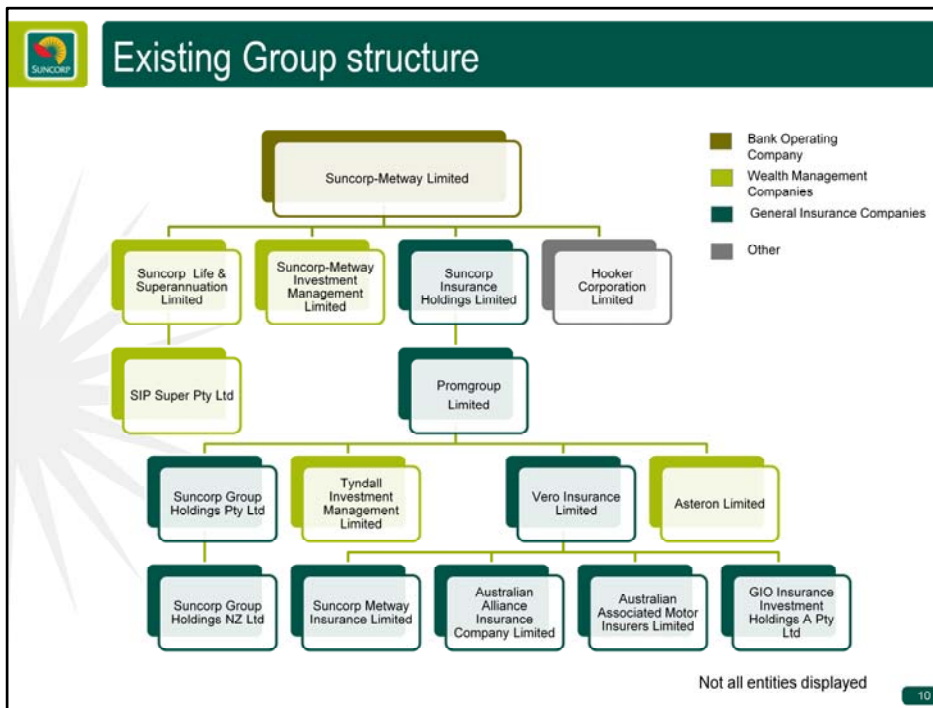 SUNCORP
Existing Group structure
Suncorp-Metway Limited
Bank Operating
Company
Wealth Management
Companies
General Insurance Companies
Other
Suncorp Life &
Superannuation
Limited
Suncorp-Metway
Investment
Management
Limited
Suncorp
Insurance
Holdings Limited
Hooker
Corporation
Limited
SIP Super Pty Ltd
Promgroup
Limited
Suncorp Group
Holdings Pty Ltd
Tyndall
Investment
Management
Limited
Vero Insurance
Limited
Asteron Limited
Suncorp Group
Holdings NZ Ltd
Suncorp Metway
Insurance Limited
Australian
Alliance
Insurance
Company Limited
Australian
Associated Motor
Insurers Limited
GIO Insurance
Investment
Holdings A Pty
Ltd
Not all entities displayed
10